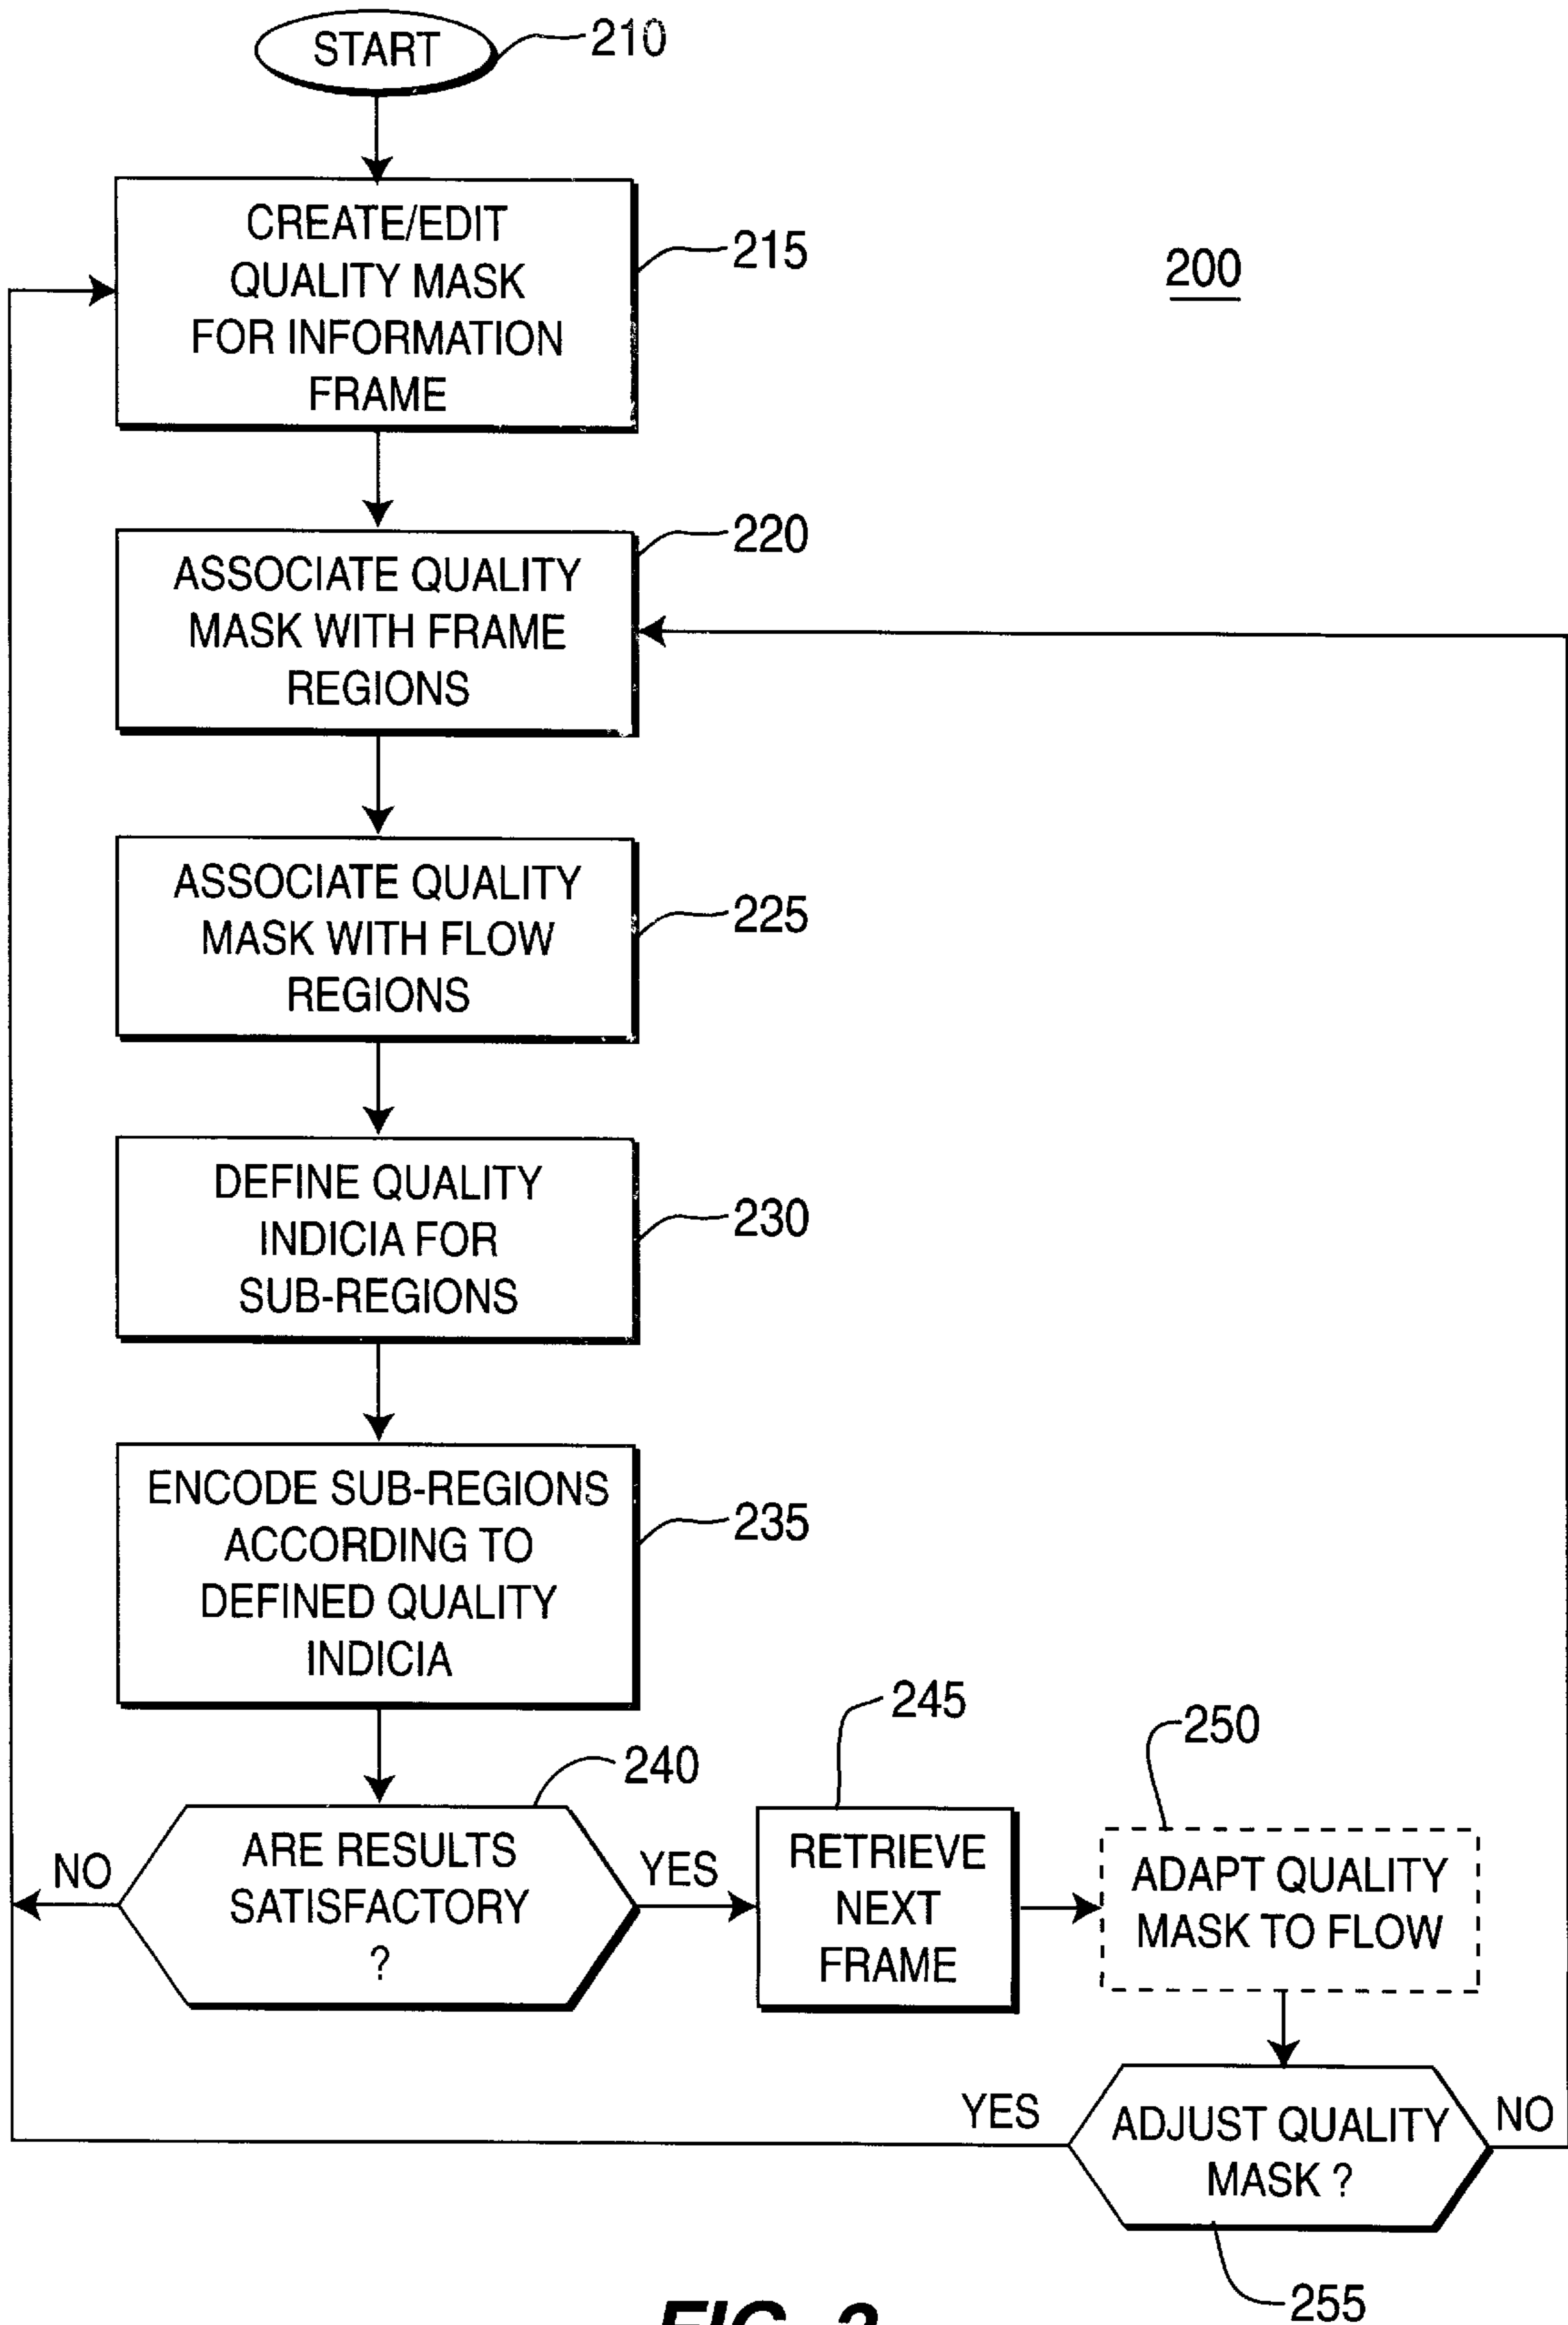 START
210
CREATE/EDIT
QUALITY MASK
FOR INFORMATION
FRAME
215
200
ASSOCIATE QUALITY
MASK WITH FRAME
REGIONS
220
ASSOCIATE QUALITY
MASK WITH FLOW
REGIONS
225
DEFINE QUALITY
INDICIA FOR
SUB-REGIONS
230
ENCODE SUB-REGIONS
ACCORDING TO
DEFINED QUALITY
INDICIA
235
240
ARE RESULTS
SATISFACTORY
?
NO
YES
245
RETRIEVE
NEXT
FRAME
250
ADAPT QUALITY
MASK TO FLOW
YES
ADJUST QUALITY
MASK ?
NO
255
FIG.